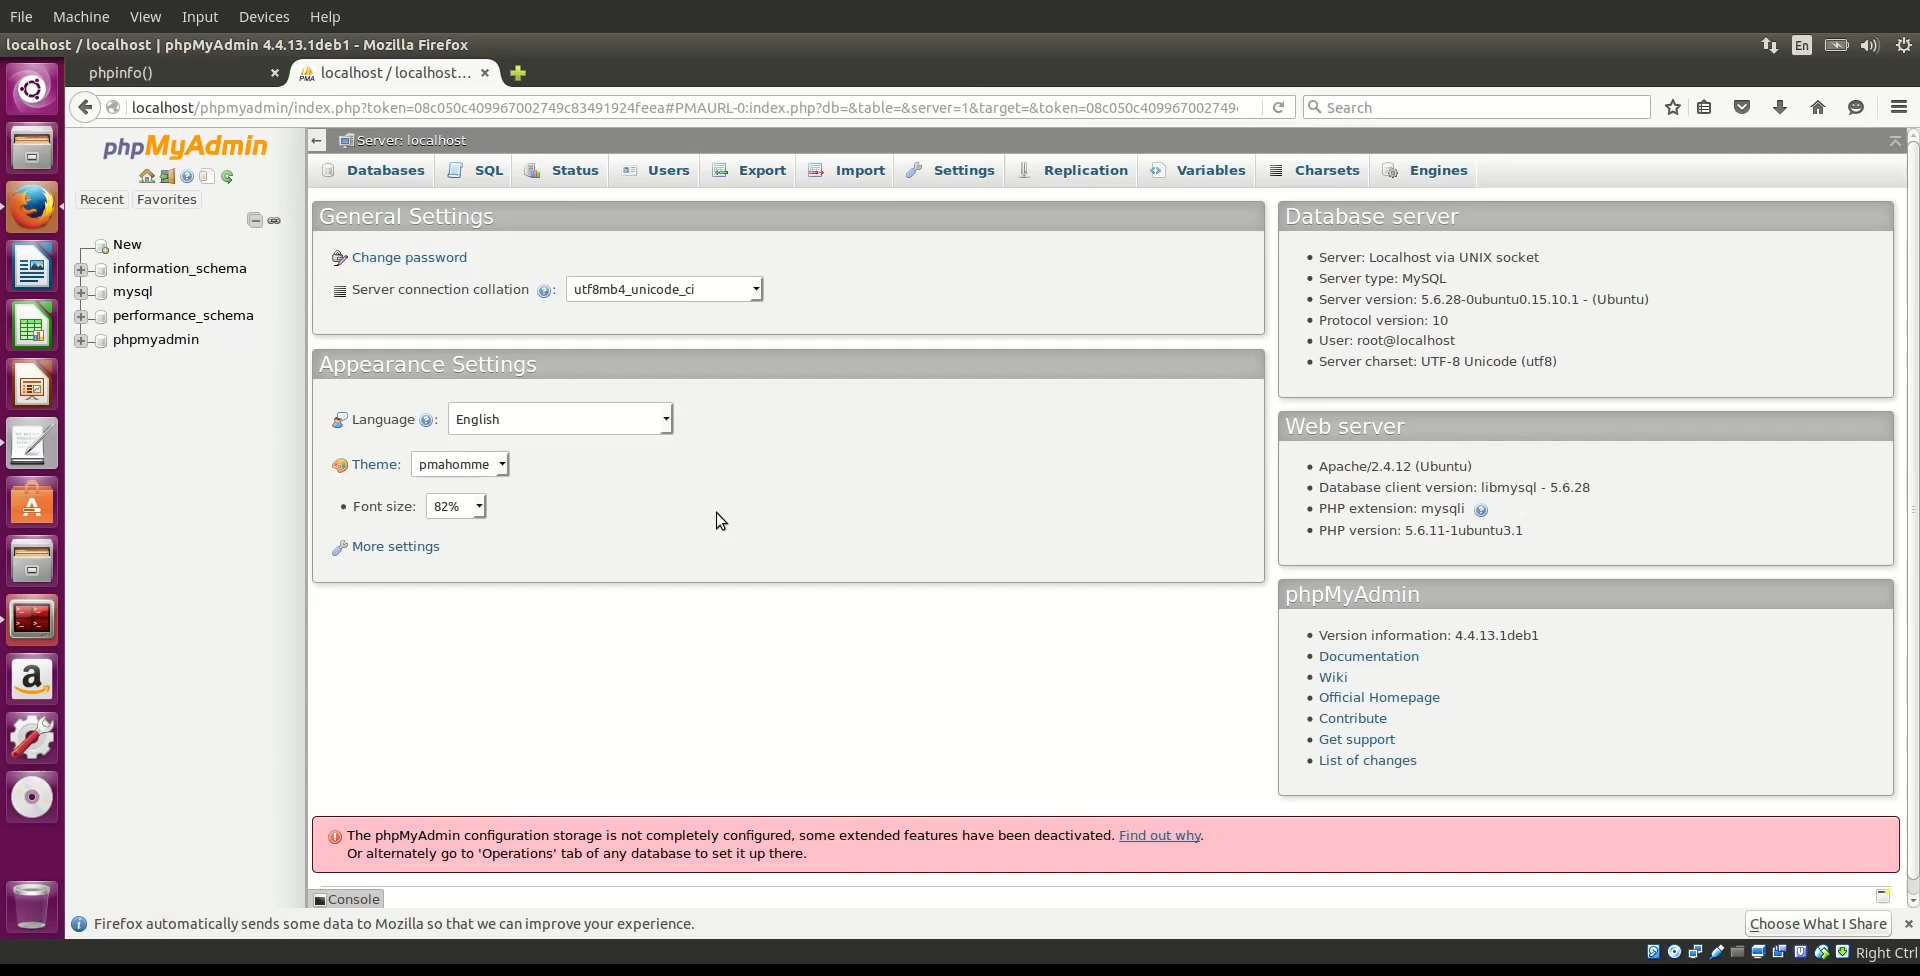 File Machine View Input Devices Help
localhost / localhost | phpMyAdmin 4.4.13.1deb1 - Mozilla Firefox
En
phpinfo()
localhost / localhost...
localhost/phpmyadmin/index.php?token=08c050c409967002749c83491924feea#PMAURL-0:index.php?db=&table=&server=1&target=&token=08c050c409967002749
Search
phpMyAdmin
Recent Favorites
New
information_schema
mysql
performance_schema
phpmyadmin
Server: localhost
Databases SQL Status Users Export Import Settings Replication Variables Charsets Engines
General Settings
Change password
Server connection collation : utf8mb4_unicode_ci
Appearance Settings
Language : English
Theme: pmahomme
Font size: 82%
More settings
Database server
Server: Localhost via UNIX socket
Server type: MySQL
Server version: 5.6.28-0ubuntu0.15.10.1 - (Ubuntu)
Protocol version: 10
User: root@localhost
Server charset: UTF-8 Unicode (utf8)
Web server
Apache/2.4.12 (Ubuntu)
Database client version: libmysql - 5.6.28
PHP extension: mysqli
PHP version: 5.6.11-1ubuntu3.1
phpMyAdmin
Version information: 4.4.13.1deb1
Documentation
Wiki
Official Homepage
Contribute
Get support
List of changes
The phpMyAdmin configuration storage is not completely configured, some extended features have been deactivated. Find out why.
Or alternately go to 'Operations' tab of any database to set it up there.
Console
Firefox automatically sends some data to Mozilla so that we can improve your experience.
Choose What I Share
Right Ctrl